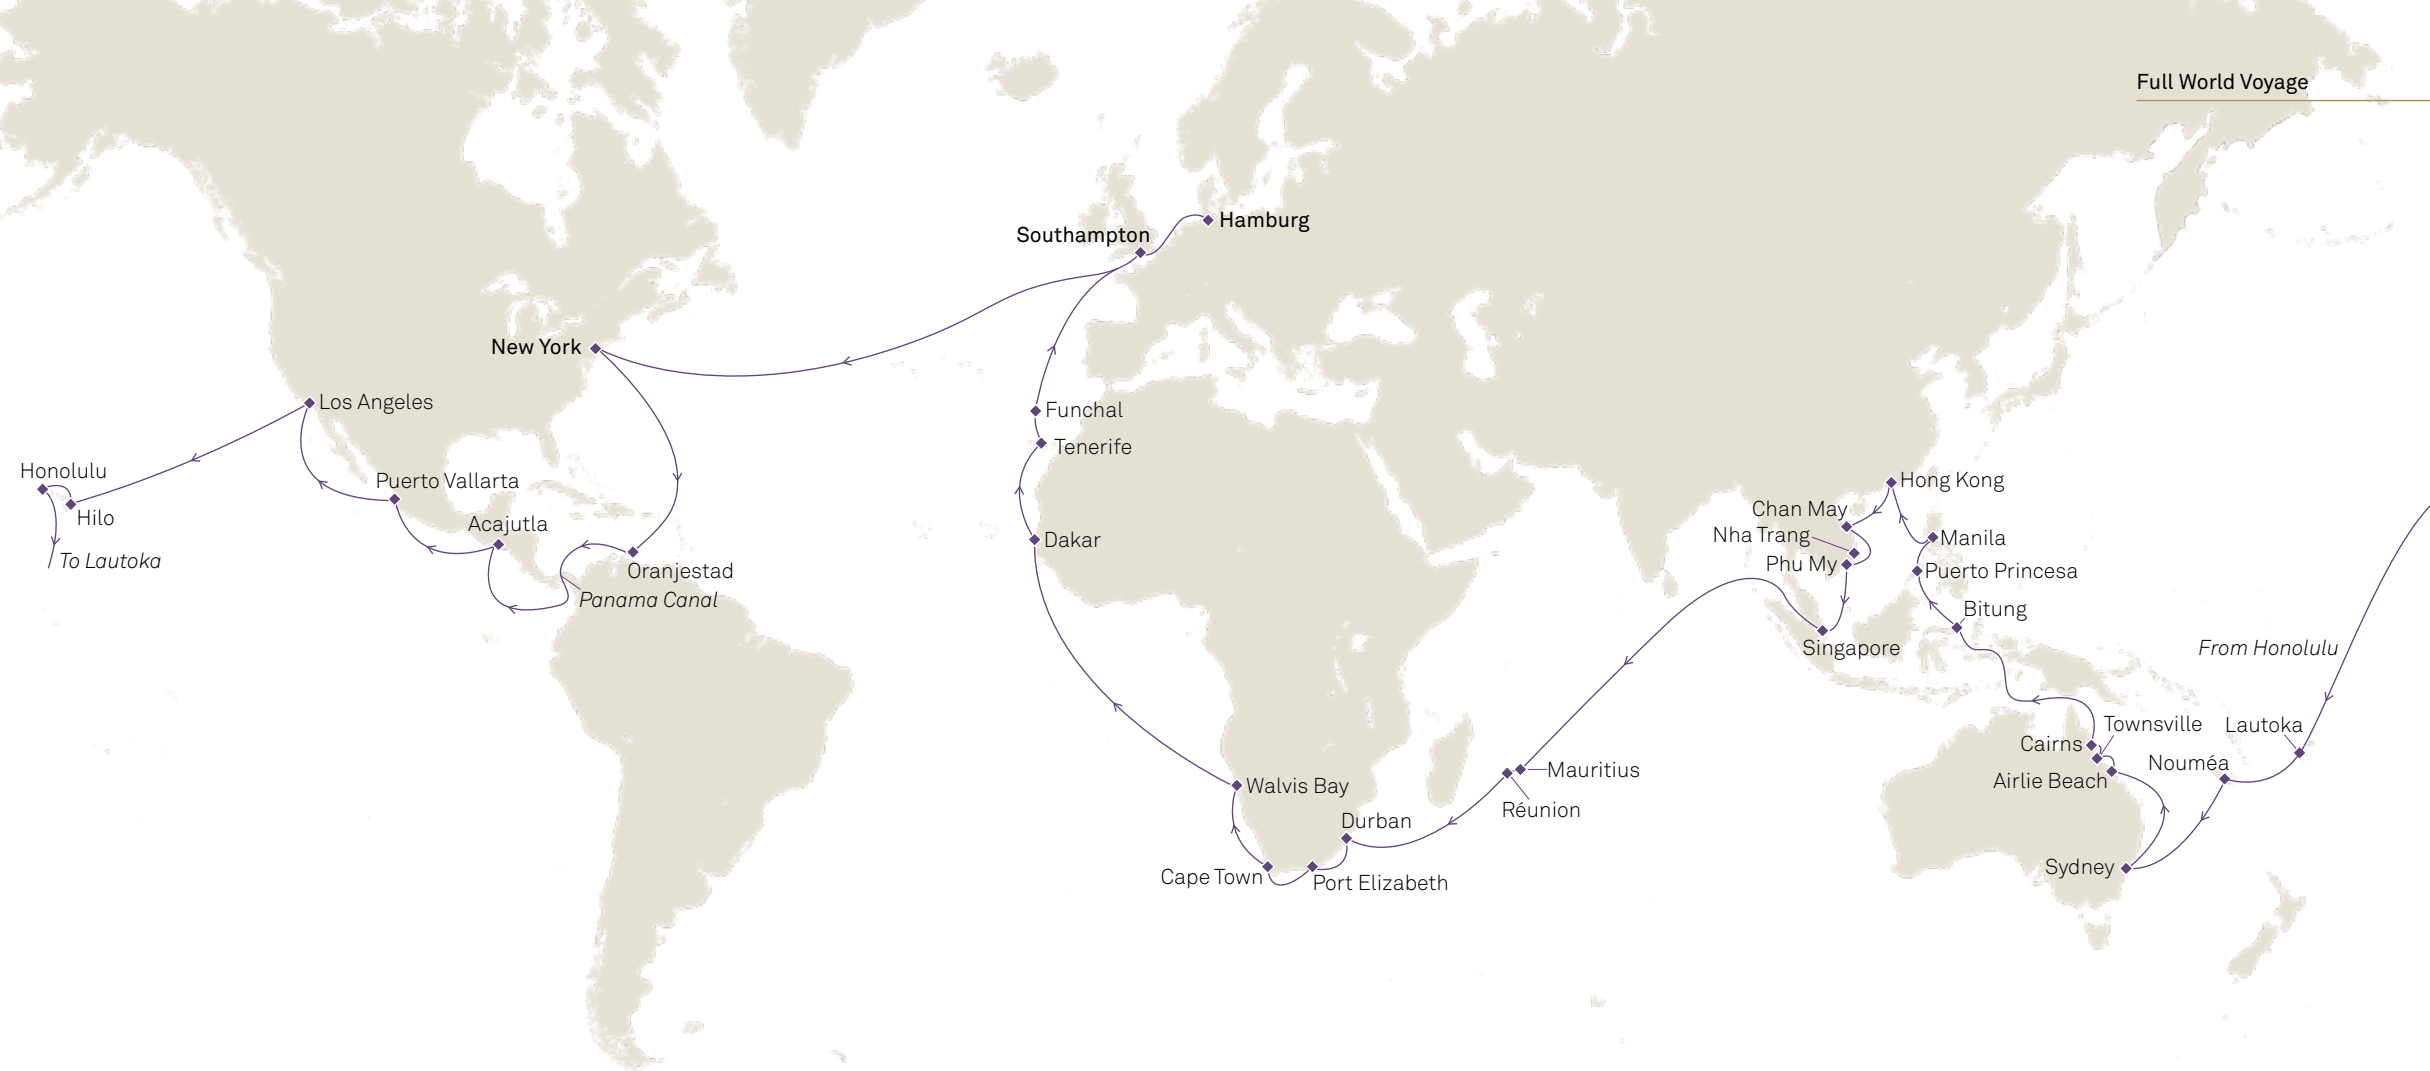 Full World Voyage
Hamburg
Southampton
New York
Los Angeles
Honolulu
Hilo
To Lautoka
Puerto Vallarta
Acajutla
Oranjestad
Panama Canal
Funchal
Tenerife
Dakar
Walvis Bay
Cape Town
Port Elizabeth
Durban
Réunion
Mauritius
Hong Kong
Chan May
Nha Trang
Phu My
Singapore
Manila
Puerto Princesa
Bitung
From Honolulu
Townsville
Lautoka
Cairns
Nouméa
Airlie Beach
Sydney